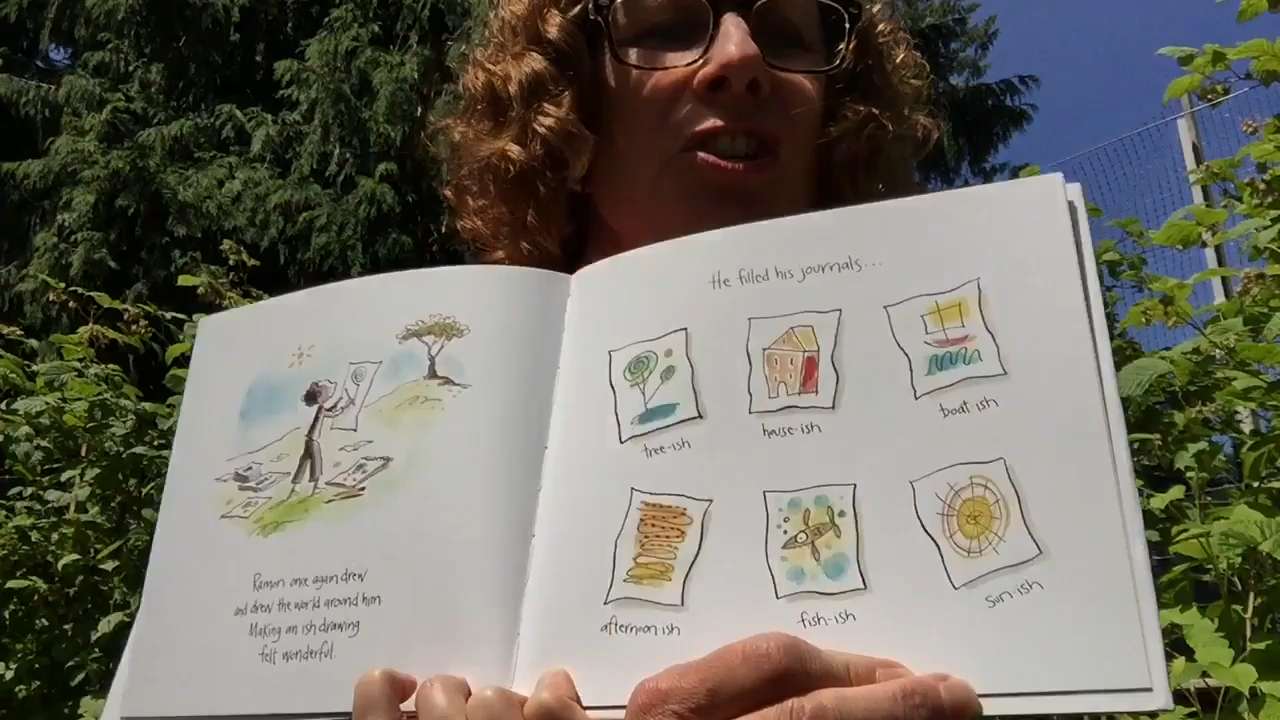 Ramon once again drew
and drew the world around him.
Making an ish drawing
felt wonderful.
He filled his journals...
tree-ish
house-ish
boat-ish
afternoon-ish
fish-ish
sun-ish